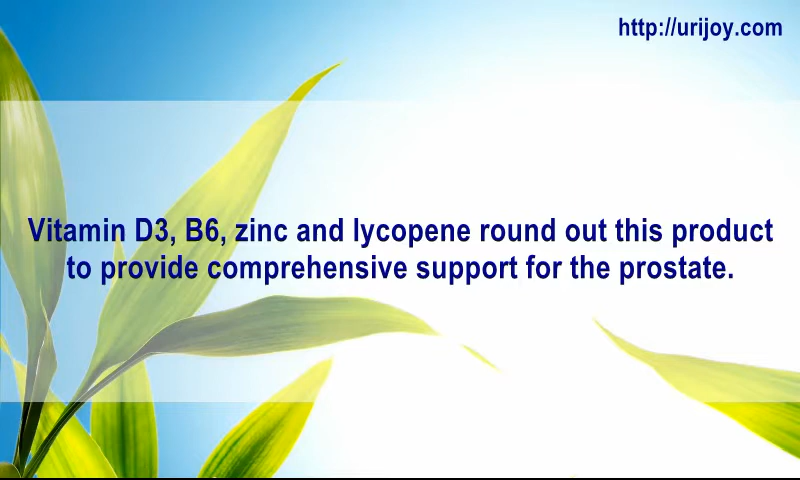 http://urijoy.com
Vitamin D3, B6, zinc and lycopene round out this product
to provide comprehensive support for the prostate.